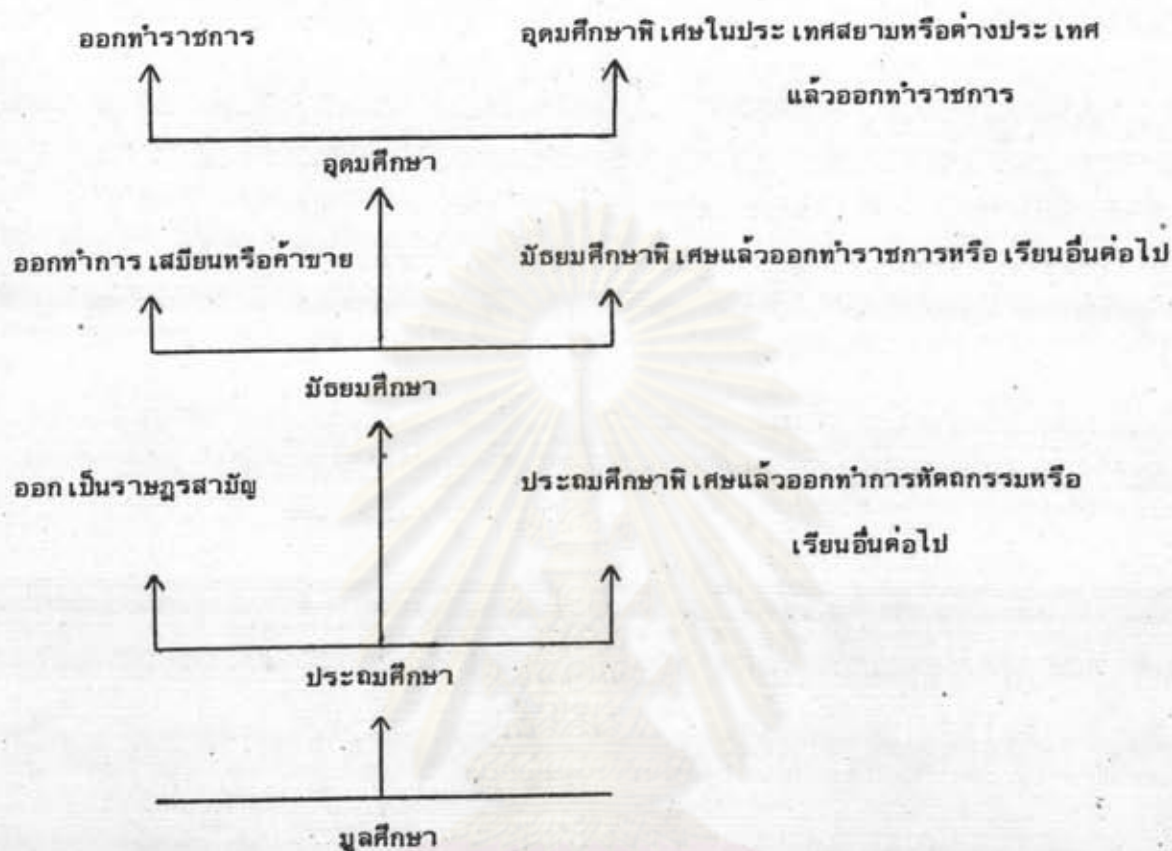 ออกทำราชการ
อุดมศึกษาพิเศษในประเทศสยามหรือต่างประเทศ
แล้วออกทำราชการ
อุดมศึกษา
ออกทำการเสมียนหรือค้าขาย
มัธยมศึกษาพิเศษแล้วออกทำราชการหรือเรียนอื่นต่อไป
มัธยมศึกษา
ออกเป็นราษฎรสามัญ
ประถมศึกษาพิเศษแล้วออกทำการหัตถกรรมหรือ
เรียนอื่นต่อไป
ประถมศึกษา
มูลศึกษา